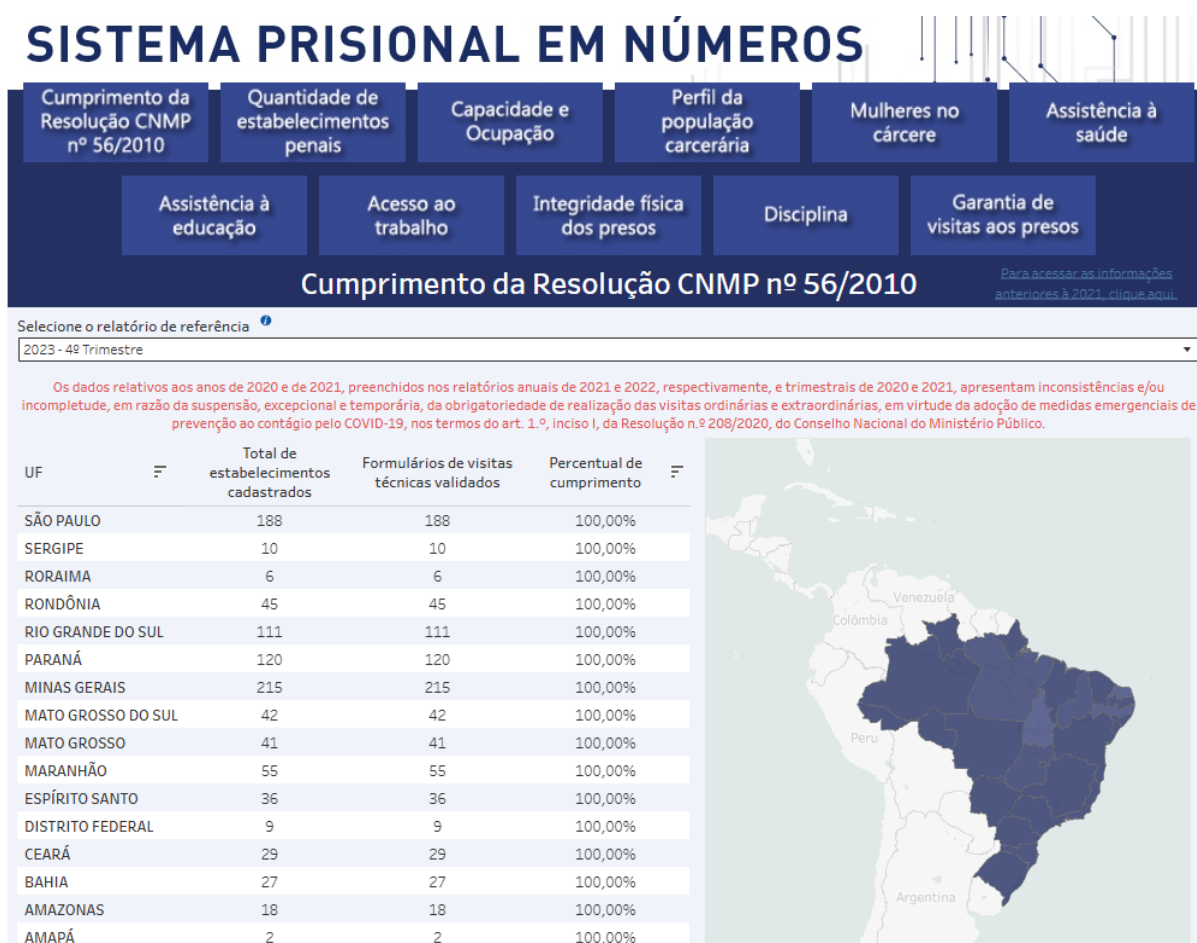 SISTEMA PRISIONAL EM NÚMEROS
Cumprimento da
Resolução CNMP
nº 56/2010
Quantidade de
estabelecimentos
penais
Capacidade e
Ocupação
Perfil da
população
carcerária
Mulheres no
cárcere
Assistência à
saúde
Assistência à
educação
Acesso ao
trabalho
Integridade física
dos presos
Disciplina
Garantia de
visitas aos presos
Cumprimento da Resolução CNMP nº 56/2010
Para acessar as informações
anteriores à 2021, clique aqui.
Selecione o relatório de referência
2023 - 4º Trimestre
Os dados relativos aos anos de 2020 e de 2021, preenchidos nos relatórios anuais de 2021 e 2022, respectivamente, e trimestrais de 2020 e 2021, apresentam inconsistências e/ou
incompletude, em razão da suspensão, excepcional e temporária, da obrigatoriedade de realização das visitas ordinárias e extraordinárias, em virtude da adoção de medidas emergenciais de
prevenção ao contágio pelo COVID-19, nos termos do art. 1.º, inciso I, da Resolução n.º 208/2020, do Conselho Nacional do Ministério Público.
UF
Total de
estabelecimentos
cadastrados
Formulários de visitas
técnicas validados
Percentual de
cumprimento
SÃO PAULO 188 188 100,00%
SERGIPE 10 10 100,00%
RORAIMA 6 6 100,00%
RONDÔNIA 45 45 100,00%
RIO GRANDE DO SUL 111 111 100,00%
PARANÁ 120 120 100,00%
MINAS GERAIS 215 215 100,00%
MATO GROSSO DO SUL 42 42 100,00%
MATO GROSSO 41 41 100,00%
MARANHÃO 55 55 100,00%
ESPÍRITO SANTO 36 36 100,00%
DISTRITO FEDERAL 9 9 100,00%
CEARÁ 29 29 100,00%
BAHIA 27 27 100,00%
AMAZONAS 18 18 100,00%
AMAPÁ 2 2 100,00%
Venezuela
Colômbia
Peru
Argentina